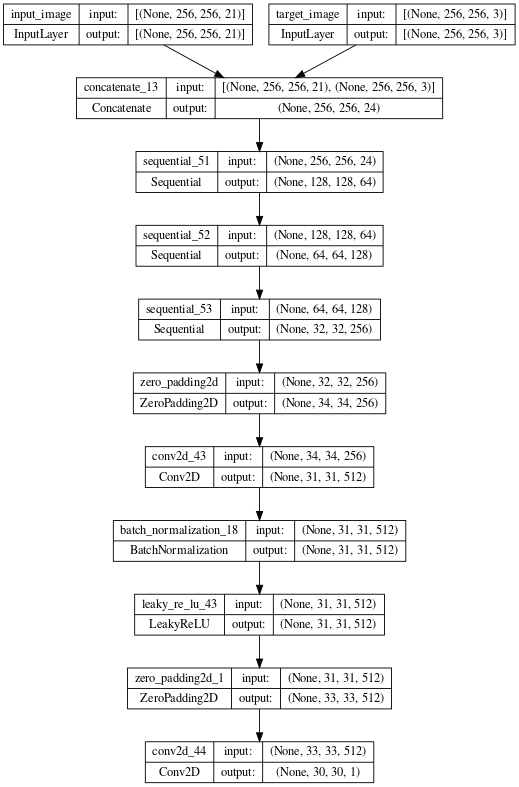 input_image input: [(None, 256, 256, 21)]
InputLayer output: [(None, 256, 256, 21)]
target_image input: [(None, 256, 256, 3)]
InputLayer output: [(None, 256, 256, 3)]
concatenate_13 input: [(None, 256, 256, 21), (None, 256, 256, 3)]
Concatenate output: (None, 256, 256, 24)
sequential_51 input: (None, 256, 256, 24)
Sequential output: (None, 128, 128, 64)
sequential_52 input: (None, 128, 128, 64)
Sequential output: (None, 64, 64, 128)
sequential_53 input: (None, 64, 64, 128)
Sequential output: (None, 32, 32, 256)
zero_padding2d input: (None, 32, 32, 256)
ZeroPadding2D output: (None, 34, 34, 256)
conv2d_43 input: (None, 34, 34, 256)
Conv2D output: (None, 31, 31, 512)
batch_normalization_18 input: (None, 31, 31, 512)
BatchNormalization output: (None, 31, 31, 512)
leaky_re_lu_43 input: (None, 31, 31, 512)
LeakyReLU output: (None, 31, 31, 512)
zero_padding2d_1 input: (None, 31, 31, 512)
ZeroPadding2D output: (None, 33, 33, 512)
conv2d_44 input: (None, 33, 33, 512)
Conv2D output: (None, 30, 30, 1)